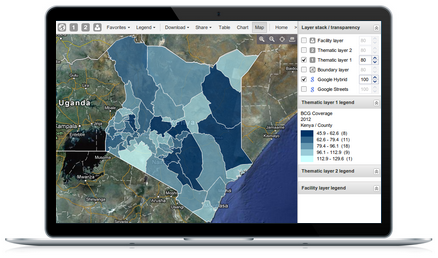 Favorites Legend Download Share Table Chart Map Home
Layer stack / transparency
Facility layer
Thematic layer 2
Thematic layer 1 80
Boundary layer
Google Hybrid 100
Google Streets
Thematic layer 1 legend
BCG Coverage
2012
Kenya / County
45.9 - 62.6 (8)
62.6 - 79.4 (11)
79.4 - 96.1 (18)
96.1 - 112.9 (9)
112.9 - 129.6 (1)
Thematic layer 2 legend
Facility layer legend
Uganda
Kampala
Mwanza
Arusha